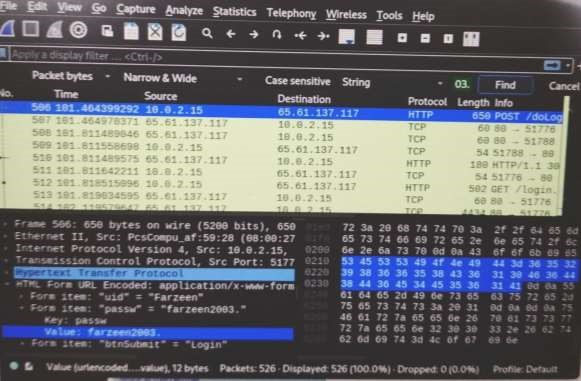 File Edit View Go Capture Analyze Statistics Telephony Wireless Tools Help
Apply a display filter ... <Ctrl-/>
Packet bytes Narrow & Wide Case sensitive String 03. Find Cancel
No. Time Source Destination Protocol Length Info
506 101.464399292 10.0.2.15 65.61.137.117 HTTP 650 POST /doLog
507 101.464970371 65.61.137.117 10.0.2.15 TCP 60 80 → 51776
508 101.811489046 65.61.137.117 10.0.2.15 TCP 60 80 → 51788
509 101.811558698 10.0.2.15 65.61.137.117 TCP 54 51788 → 80
510 101.811489575 65.61.137.117 10.0.2.15 HTTP 180 HTTP/1.1 30
511 101.811642211 10.0.2.15 65.61.137.117 TCP 54 51776 → 80
512 101.818515096 10.0.2.15 65.61.137.117 HTTP 502 GET /login.
513 101.819034595 65.61.137.117 10.0.2.15 TCP 60 80 → 51776
514 65.61.137.117 10.0.2.15 TCP 4434 80 → 51776
Frame 506: 650 bytes on wire (5200 bits), 650
Ethernet II, Src: PcsCompu_af:59:28 (08:00:27
Internet Protocol Version 4, Src: 10.0.2.15,
Transmission Control Protocol, Src Port: 5177
Hypertext Transfer Protocol
HTML Form URL Encoded: application/x-www-form
Form item: "uid" = "Farzeen"
Form item: "passw" = "farzeen2003."
Key: passw
Value: farzeen2003.
Form item: "btnSubmit" = "Login"
72 3a 20 68 74 74 70 3a 2f 2f 64 65 6d
65 73 74 66 69 72 65 2e 6e 65 74 2f 6c
0200 6e 2e 6a 73 70 0d 0a 43 6f 6f 6b 69 65
0210 53 45 53 53 49 4f 4e 49 44 3d 36 35 32
0220 39 38 36 36 35 38 43 36 31 30 46 36 44
0230 38 44 36 45 34 45 35 36 31 41 0d 0a 55
61 64 65 2d 49 6e 73 65 63 75 72 65 2d
75 65 73 74 73 3a 20 31 0d 0a 0d 0a 75
46 61 72 7a 65 65 6e 26 70 61 73 73 77
72 7a 65 65 6e 32 30 30 33 2e 26 62 74
62 6d 69 74 3d 4c 6f 67 69 6e
Value (urlencoded....value), 12 bytes Packets: 526 · Displayed: 526 (100.0%) · Dropped: 0 (0.0%) Profile: Default